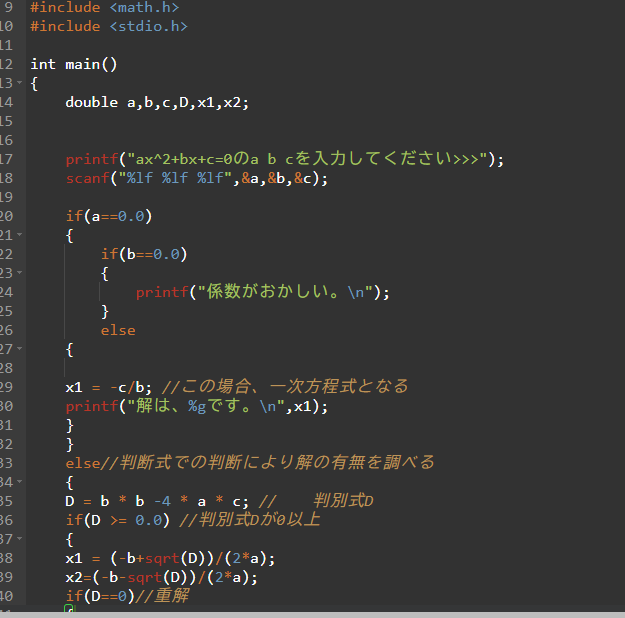 9 #include <math.h>
10 #include <stdio.h>
11
12 int main()
13 {
14 double a,b,c,D,x1,x2;
15
16
17 printf("ax^2+bx+c=0のa b cを入力してください>>>");
18 scanf("%lf %lf %lf",&a,&b,&c);
19
20 if(a==0.0)
21 {
22 if(b==0.0)
23 {
24 printf("係数がおかしい。\n");
25 }
26 else
27 {
28
29 x1 = -c/b; //この場合、一次方程式となる
30 printf("解は、%gです。\n",x1);
31 }
32 }
33 else//判断式での判断により解の有無を調べる
34 {
35 D = b * b -4 * a * c; // 判別式D
36 if(D >= 0.0) //判別式Dが0以上
37 {
38 x1 = (-b+sqrt(D))/(2*a);
39 x2=(-b-sqrt(D))/(2*a);
40 if(D==0)//重解